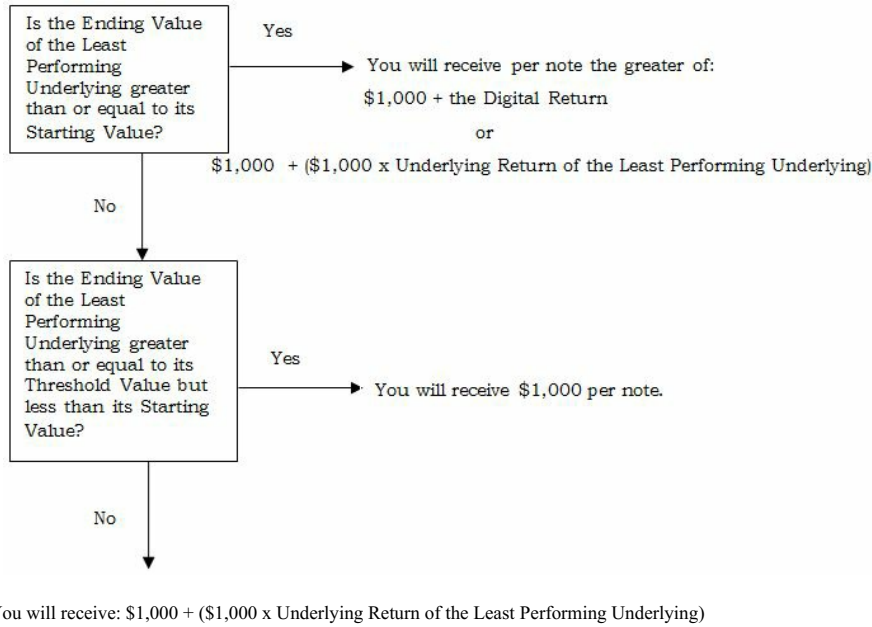 Is the Ending Value
of the Least
Performing
Underlying greater
than or equal to its
Starting Value?
Yes
You will receive per note the greater of:
$1,000 + the Digital Return
or
$1,000 + ($1,000 x Underlying Return of the Least Performing Underlying)
No
Is the Ending Value
of the Least
Performing
Underlying greater
than or equal to its
Threshold Value but
less than its Starting
Value?
Yes
You will receive $1,000 per note.
No
You will receive: $1,000 + ($1,000 x Underlying Return of the Least Performing Underlying)